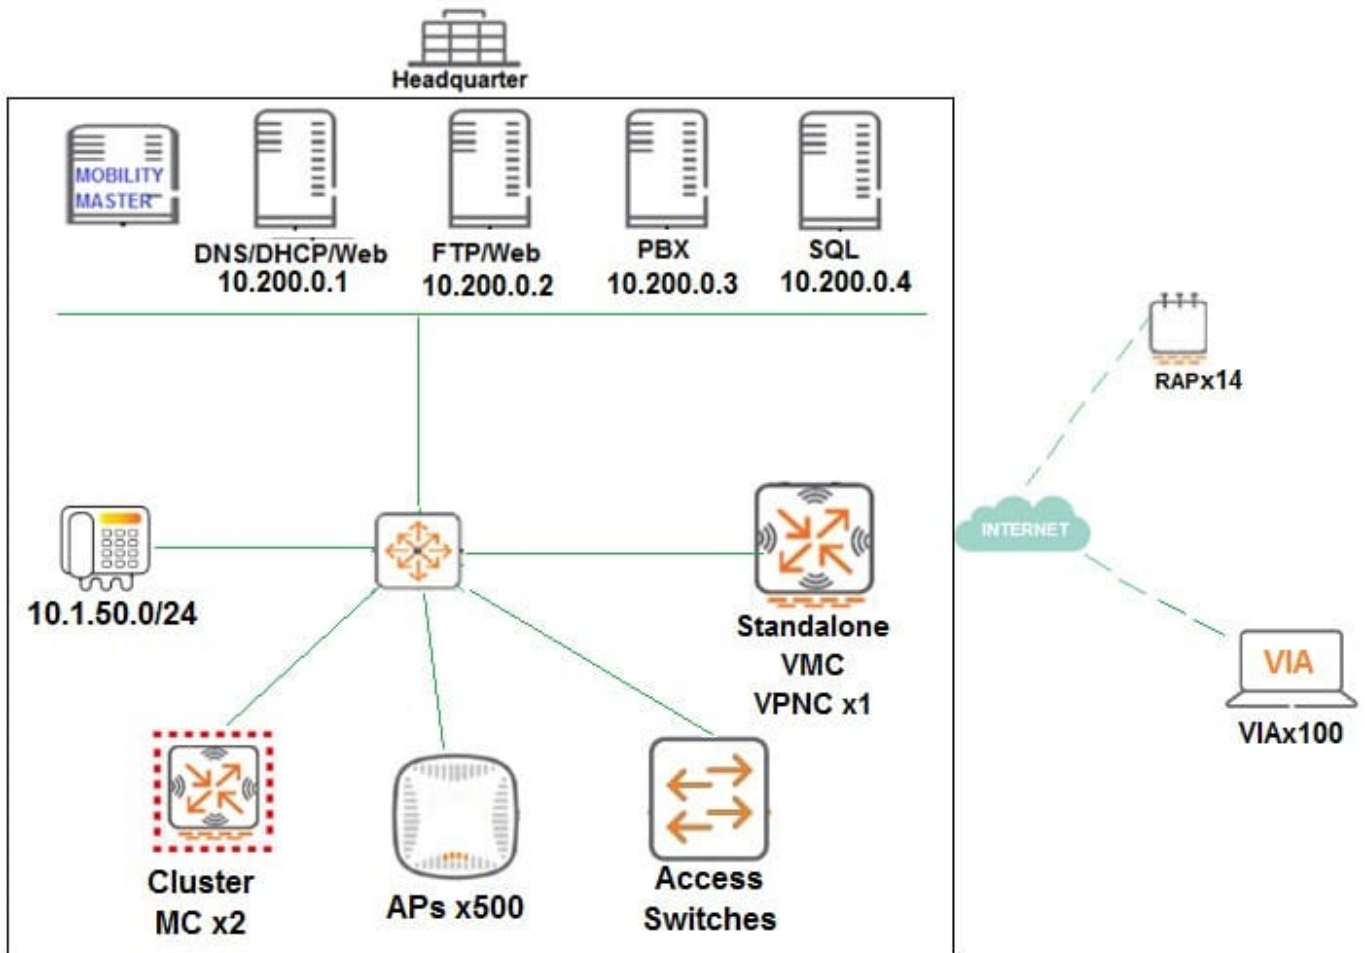 Headquarter
MOBILITY
MASTER
DNS/DHCP/Web
10.200.0.1
FTP/Web
10.200.0.2
PBX
10.200.0.3
SQL
10.200.0.4
RAPx14
INTERNET
10.1.50.0/24
Standalone
VMC
VPNC x1
VIA
VIAx100
Cluster
MC x2
APs x500
Access
Switches